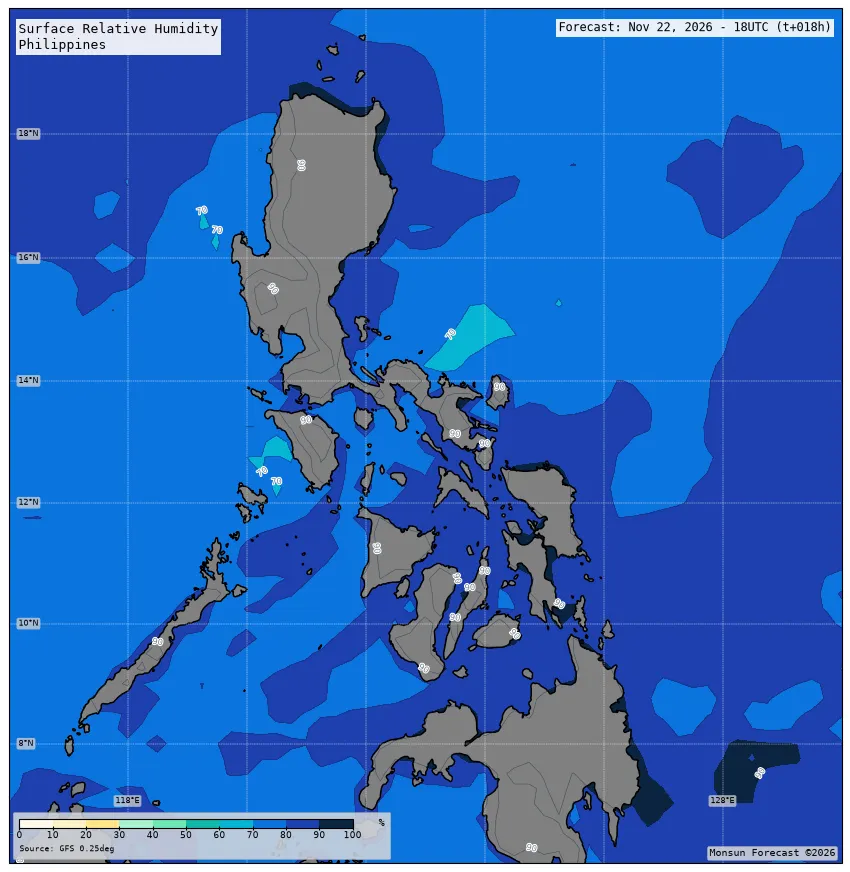 Surface Relative Humidity
Philippines
Forecast: Nov 22, 2026 - 18UTC (t+018h)
18°N
90
70
70
16°N
90
70
14°N
90
90
90
90
70
70
12°N
90
90
90
90
90
90
10°N
90
90
90
8°N
90
118°E
128°E
0 10 20 30 40 50 60 70 80 90 100 %
Source: GFS 0.25deg
90
Monsun Forecast ©2026